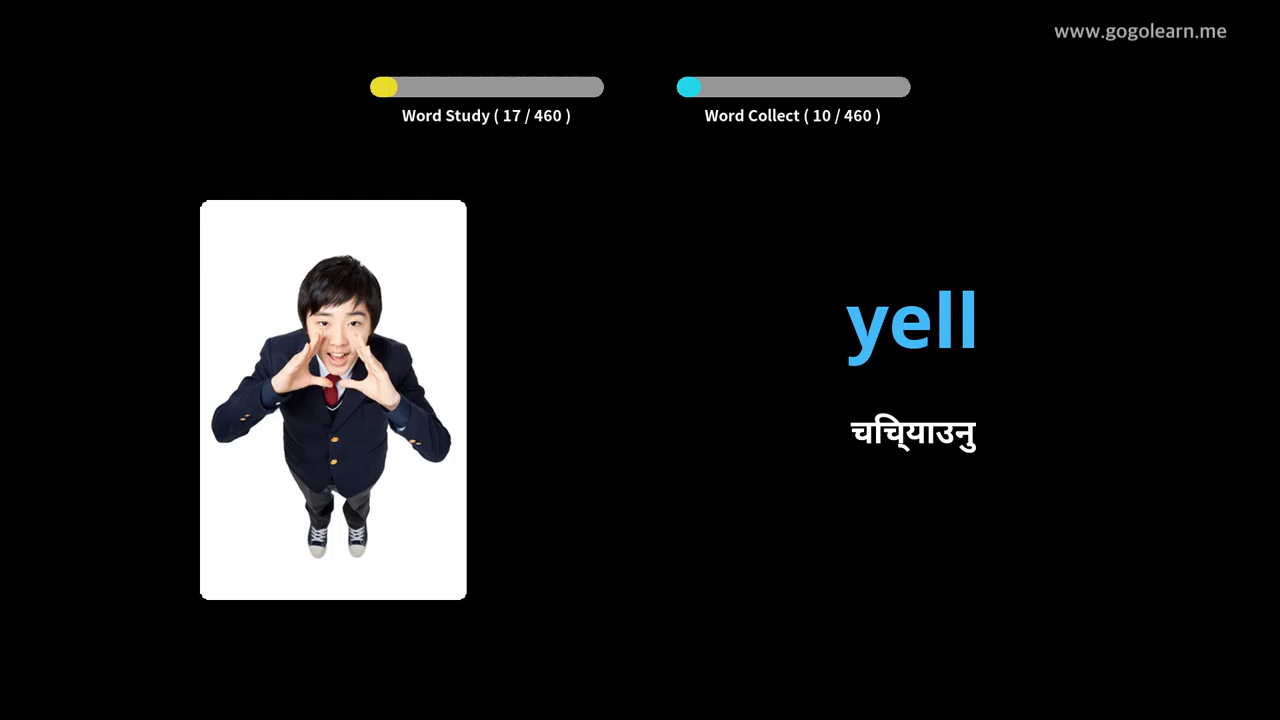 www.gogolearn.me
Word Study ( 17 / 460 )
Word Collect ( 10 / 460 )
yell
चिच्याउनु